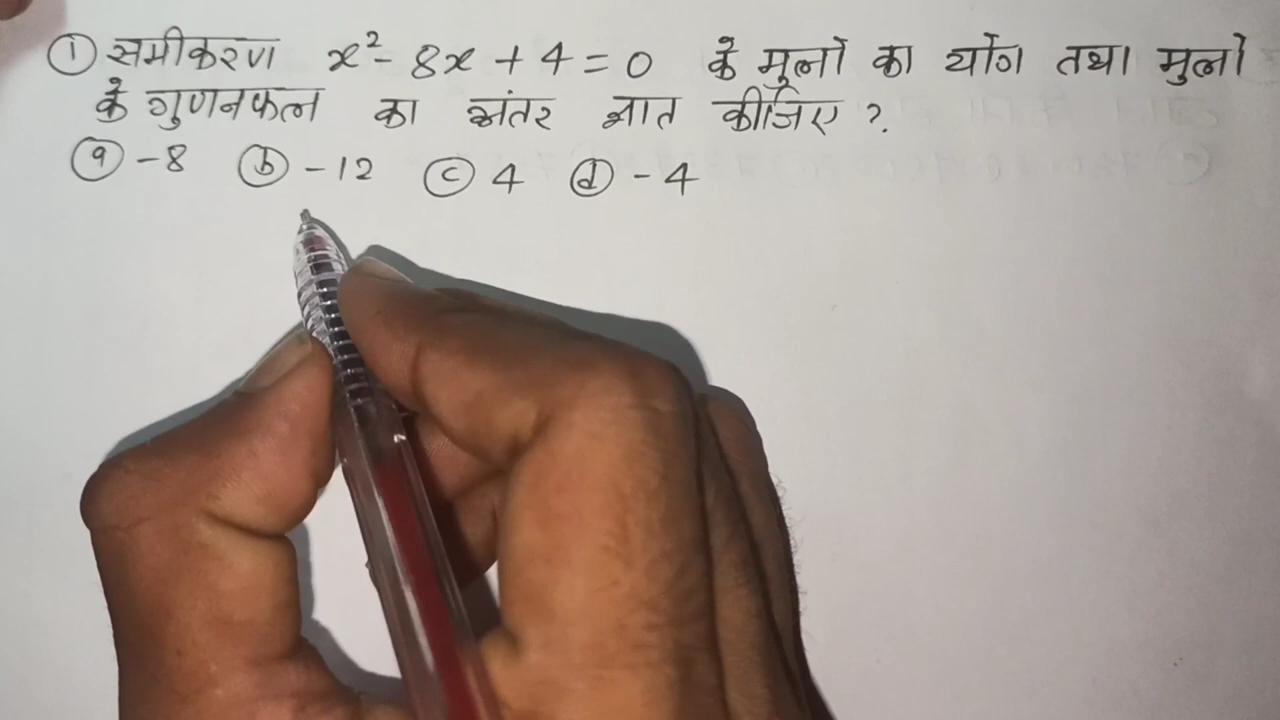 ① समीकरण x² - 8x + 4 = 0 के मुलों का योग तथा मुलों
के गुणनफल का अंतर ज्ञात कीजिए ?
ⓐ -8 ⓑ -12 ⓒ 4 ⓓ -4